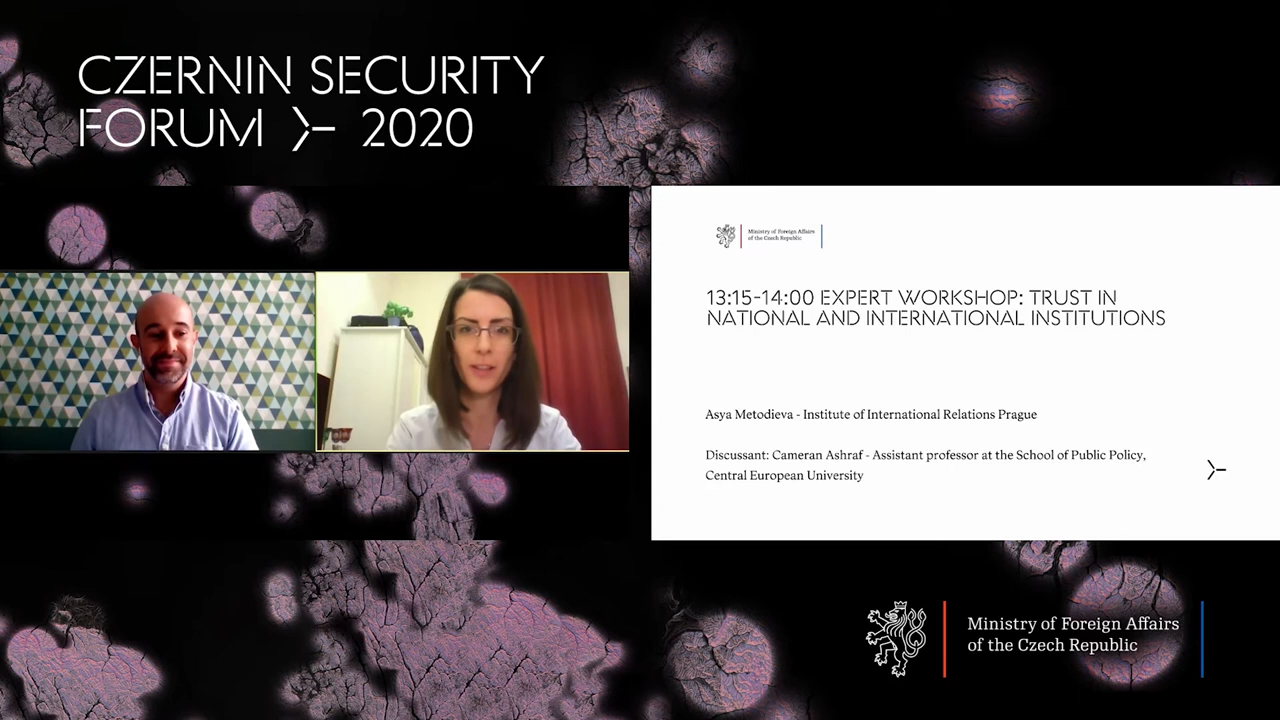 CZERNIN SECURITY
FORUM >- 2020
Ministry of Foreign Affairs
of the Czech Republic
13:15-14:00 EXPERT WORKSHOP: TRUST IN
NATIONAL AND INTERNATIONAL INSTITUTIONS
Asya Metodieva - Institute of International Relations Prague
Discussant: Cameran Ashraf - Assistant professor at the School of Public Policy,
Central European University
Ministry of Foreign Affairs
of the Czech Republic